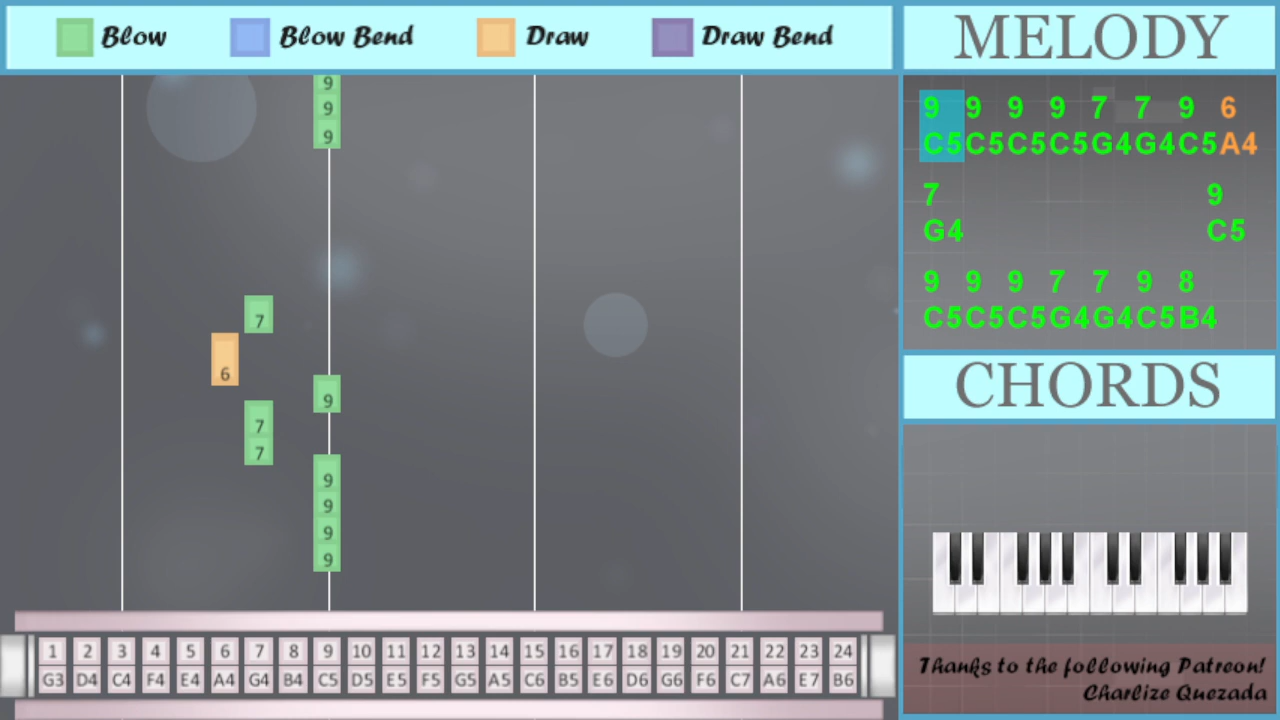 Blow Blow Bend Draw Draw Bend
MELODY
9 9 9 9 7 7 9 6
C5 C5 C5 C5 G4 G4 C5 A4
7 9
G4 C5
9 9 9 7 7 9 8
C5 C5 C5 G4 G4 C5 B4
9
9
9
7
6
9
7
7
9
9
9
9
CHORDS
1 2 3 4 5 6 7 8 9 10 11 12 13 14 15 16 17 18 19 20 21 22 23 24
G3 D4 C4 F4 E4 A4 G4 B4 C5 D5 E5 F5 G5 A5 C6 B5 E6 D6 G6 F6 C7 A6 E7 B6
Thanks to the following Patreon!
Charlize Quezada